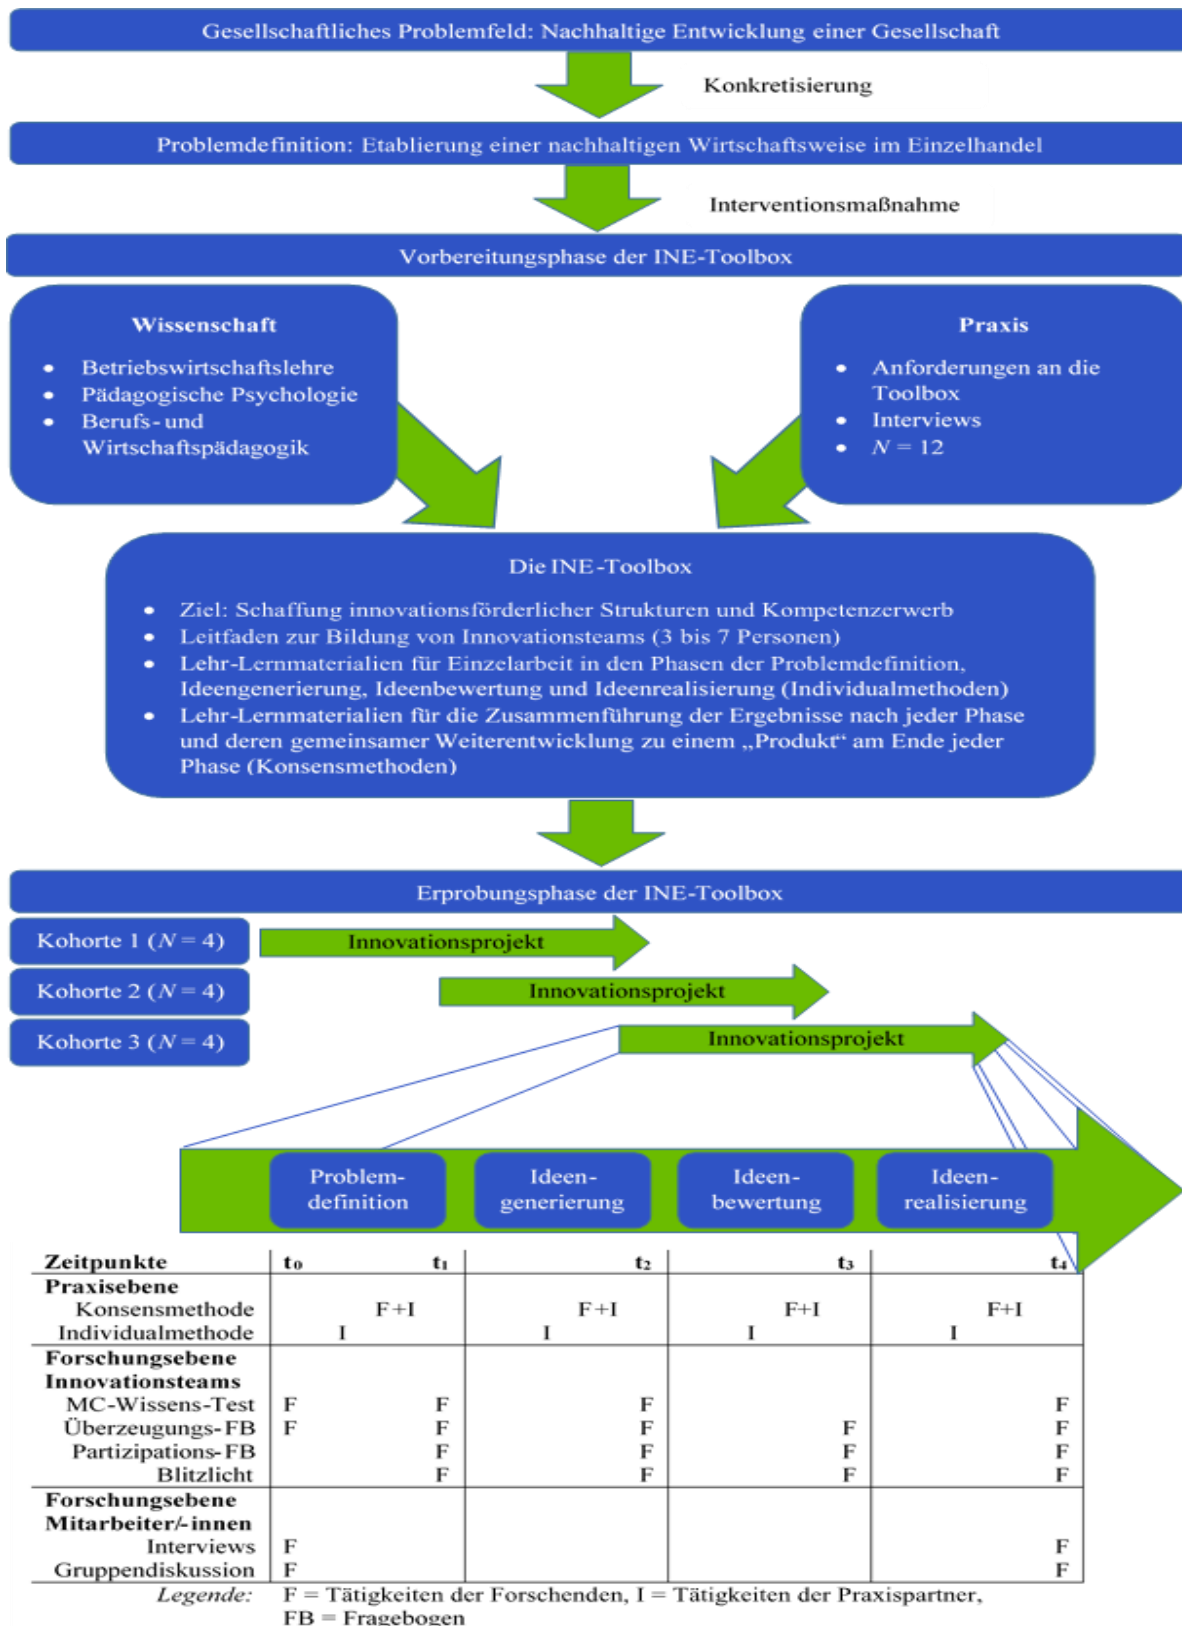 Gesellschaftliches Problemfeld: Nachhaltige Entwicklung einer Gesellschaft
Konkretisierung
Problemdefinition: Etablierung einer nachhaltigen Wirtschaftsweise im Einzelhandel
Interventionsmaßnahme
Vorbereitungsphase der INE-Toolbox
Wissenschaft
• Betriebswirtschaftslehre
• Pädagogische Psychologie
• Berufs- und
Wirtschaftspädagogik
Praxis
• Anforderungen an die
Toolbox
• Interviews
• N = 12
Die INE-Toolbox
• Ziel: Schaffung innovationsförderlicher Strukturen und Kompetenzerwerb
• Leitfaden zur Bildung von Innovationsteams (3 bis 7 Personen)
• Lehr-Lernmaterialien für Einzelarbeit in den Phasen der Problemdefinition,
Ideengenerierung, Ideenbewertung und Ideenrealisierung (Individualmethoden)
• Lehr-Lernmaterialien für die Zusammenführung der Ergebnisse nach jeder Phase
und deren gemeinsamer Weiterentwicklung zu einem „Produkt“ am Ende jeder
Phase (Konsensmethoden)
Erprobungsphase der INE-Toolbox
Kohorte 1 (N = 4) Innovationsprojekt
Kohorte 2 (N = 4) Innovationsprojekt
Kohorte 3 (N = 4) Innovationsprojekt
Problem-
definition
Ideen-
generierung
Ideen-
bewertung
Ideen-
realisierung
Zeitpunkte t₀ t₁ t₂ t₃ t₄
Praxisebene
Konsensmethode F+I F+I F+I F+I
Individualmethode I I I I
Forschungsebene
Innovationsteams
MC-Wissens-Test F F F F
Überzeugungs-FB F F F F F
Partizipations-FB F F F F
Blitzlicht F F F F
Forschungsebene
Mitarbeiter/-innen
Interviews F F
Gruppendiskussion F F
Legende: F = Tätigkeiten der Forschenden, I = Tätigkeiten der Praxispartner,
FB = Fragebogen